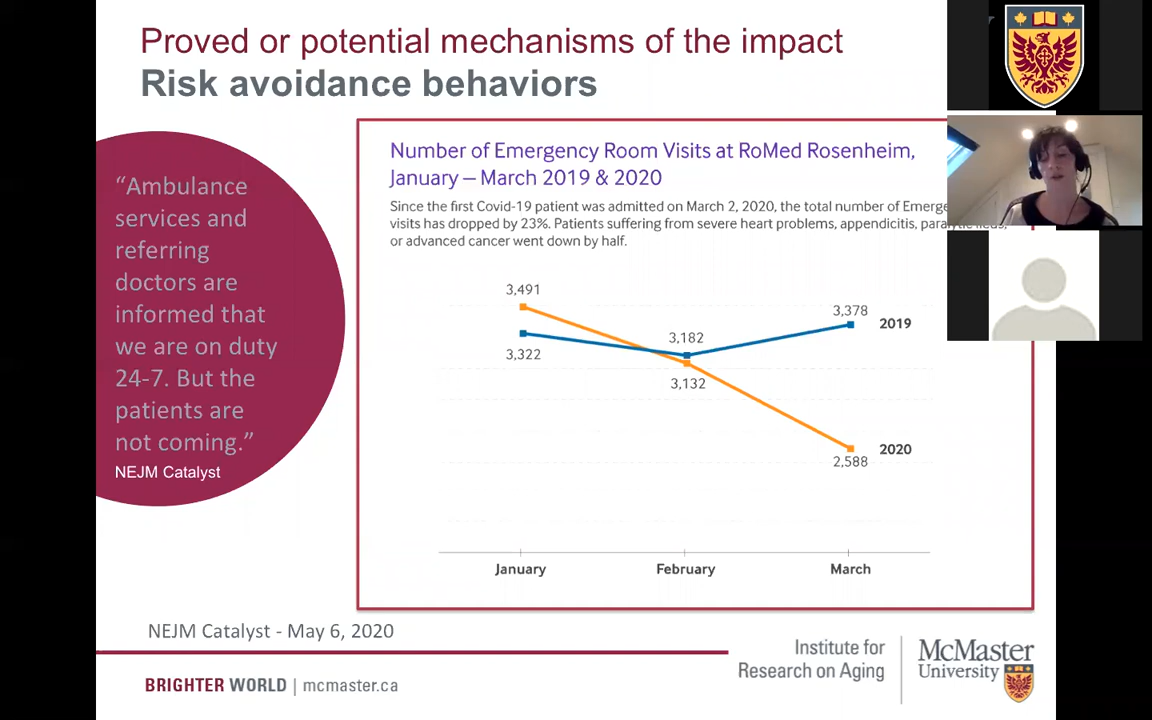 Proved or potential mechanisms of the impact
Risk avoidance behaviors
“Ambulance
services and
referring
doctors are
informed that
we are on duty
24-7. But the
patients are
not coming.”
NEJM Catalyst
Number of Emergency Room Visits at RoMed Rosenheim,
January – March 2019 & 2020
Since the first Covid-19 patient was admitted on March 2, 2020, the total number of
visits has dropped by 23%. Patients suffering from severe heart problems, appendicitis,
or advanced cancer went down by half.
3,491
3,322
3,182
3,132
3,378
2019
2020
2,588
January February March
NEJM Catalyst - May 6, 2020
BRIGHTER WORLD | mcmaster.ca
Institute for
Research on Aging
McMaster
University